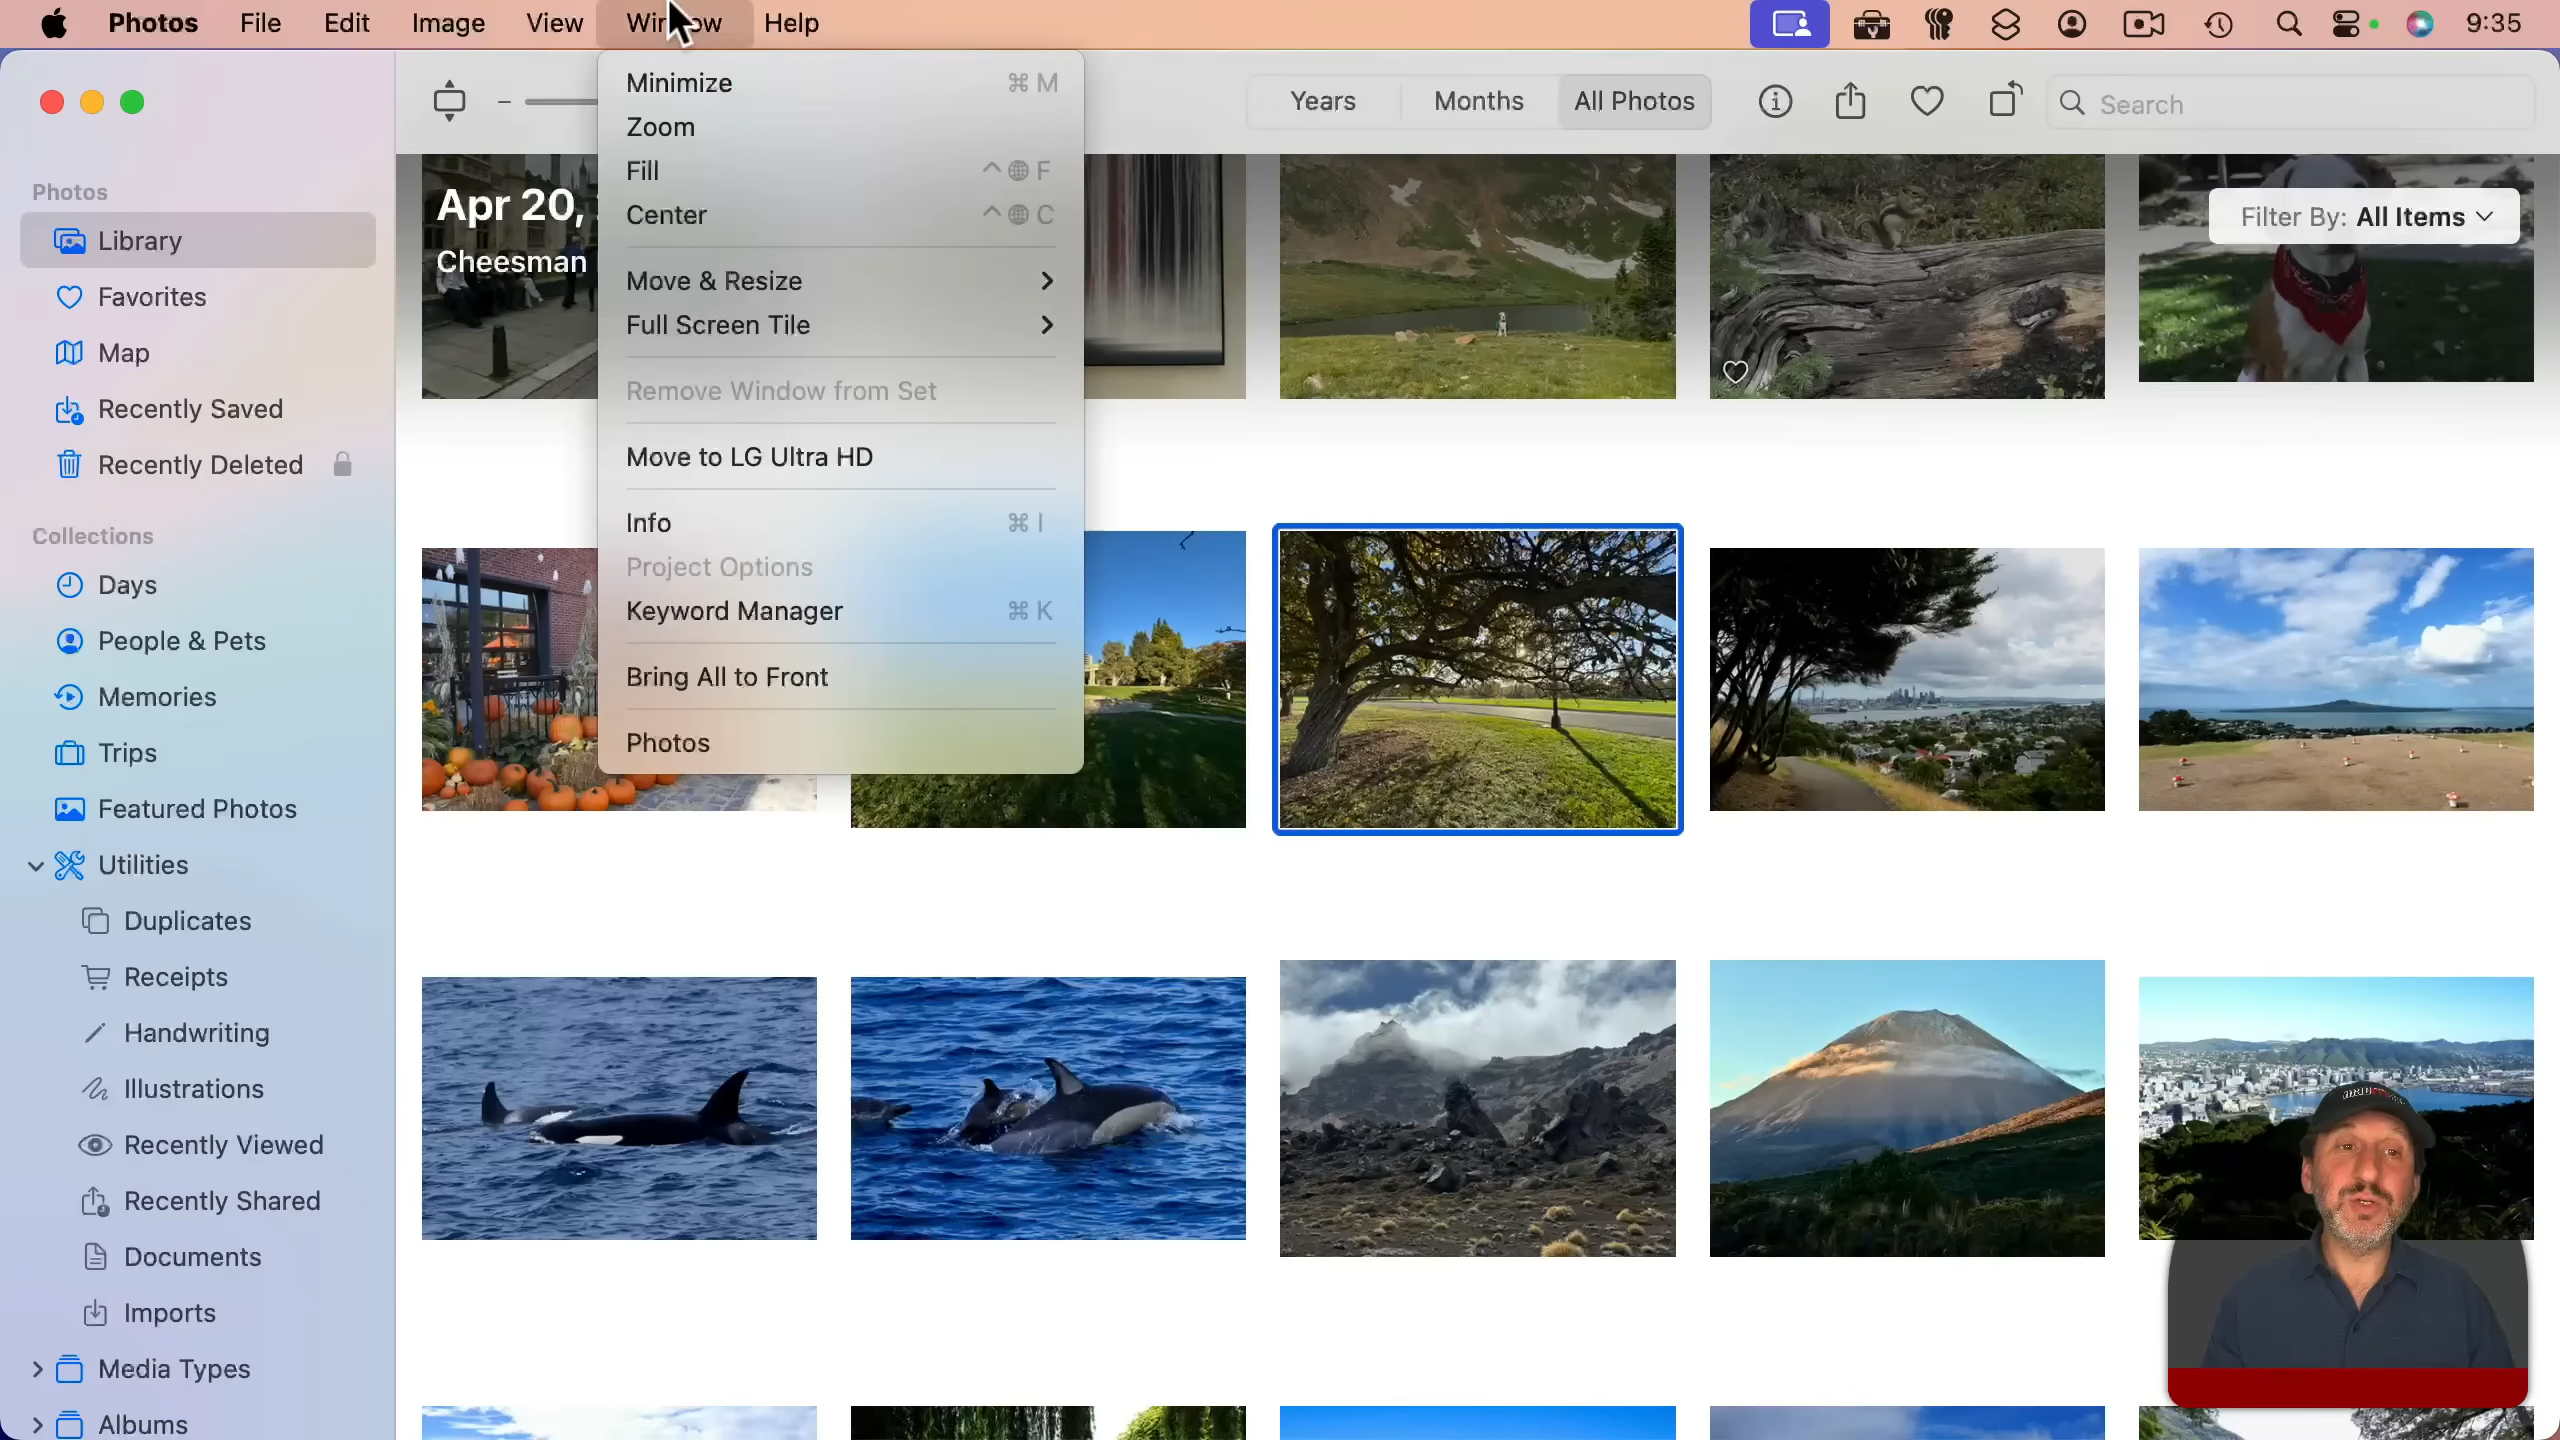 Photos File Edit Image View Window Help 9:35
Minimize ⌘ M
Zoom
Fill ^ F
Center ^ C
Move & Resize
Full Screen Tile
Remove Window from Set
Move to LG Ultra HD
Info ⌘ I
Project Options
Keyword Manager ⌘ K
Bring All to Front
Photos
Years Months All Photos
Search
Apr 20,
Cheesman
Filter By: All Items
Photos
Library
Favorites
Map
Recently Saved
Recently Deleted
Collections
Days
People & Pets
Memories
Trips
Featured Photos
Utilities
Duplicates
Receipts
Handwriting
Illustrations
Recently Viewed
Recently Shared
Documents
Imports
Media Types
Albums